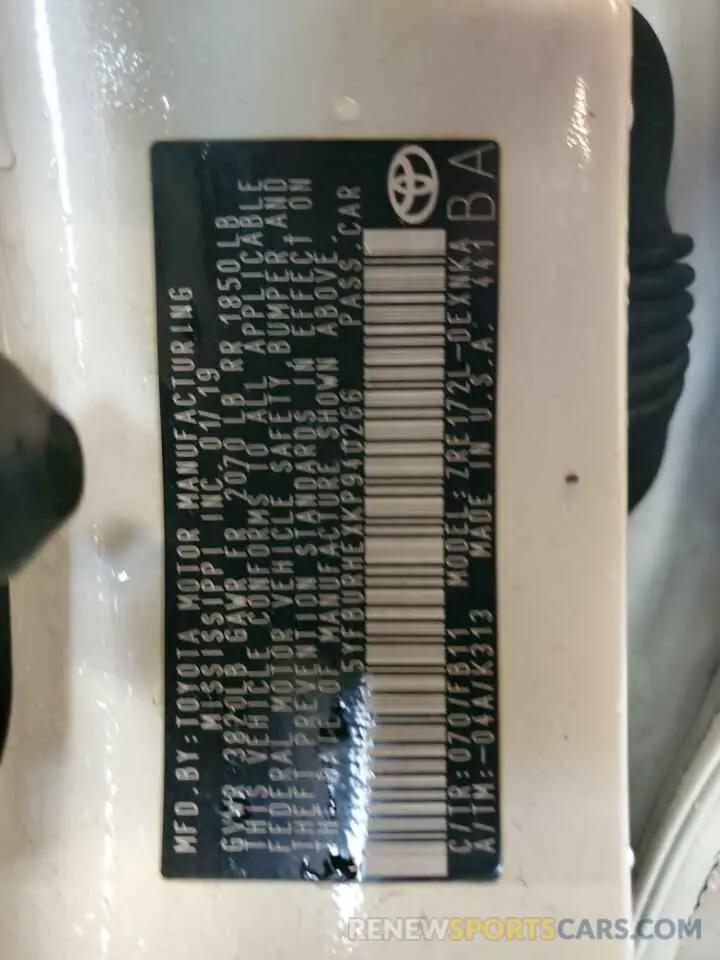 MFD. BY: TOYOTA MOTOR MANUFACTURING
MISSISSIPPI INC. 01/19
GVWR 3820LB GAWR FR 2070 LB RR 1850 LB
THIS VEHICLE CONFORMS TO ALL APPLICABLE
FEDERAL MOTOR VEHICLE SAFETY, BUMPER AND
THEFT PREVENTION STANDARDS IN EFFECT ON
THE OF MANUFACTURE SHOWN ABOVE.
5YFBURHEXKP940266 PASS. CAR
C/TR: 070/FB11 MODEL: ZRE172L-DEXNKA
A/TM: -04A/K313 MADE IN U.S.A. 441
BA
RENEWSPORTSCARS.COM